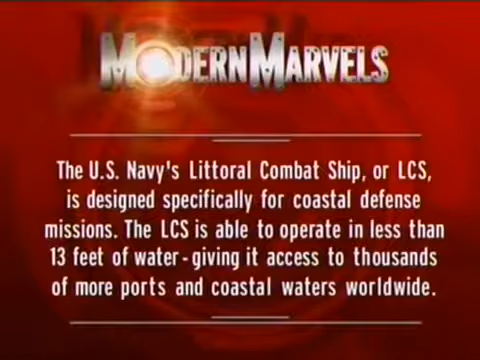 MODERN MARVELS
The U.S. Navy's Littoral Combat Ship, or LCS,
is designed specifically for coastal defense
missions. The LCS is able to operate in less than
13 feet of water-giving it access to thousands
of more ports and coastal waters worldwide.